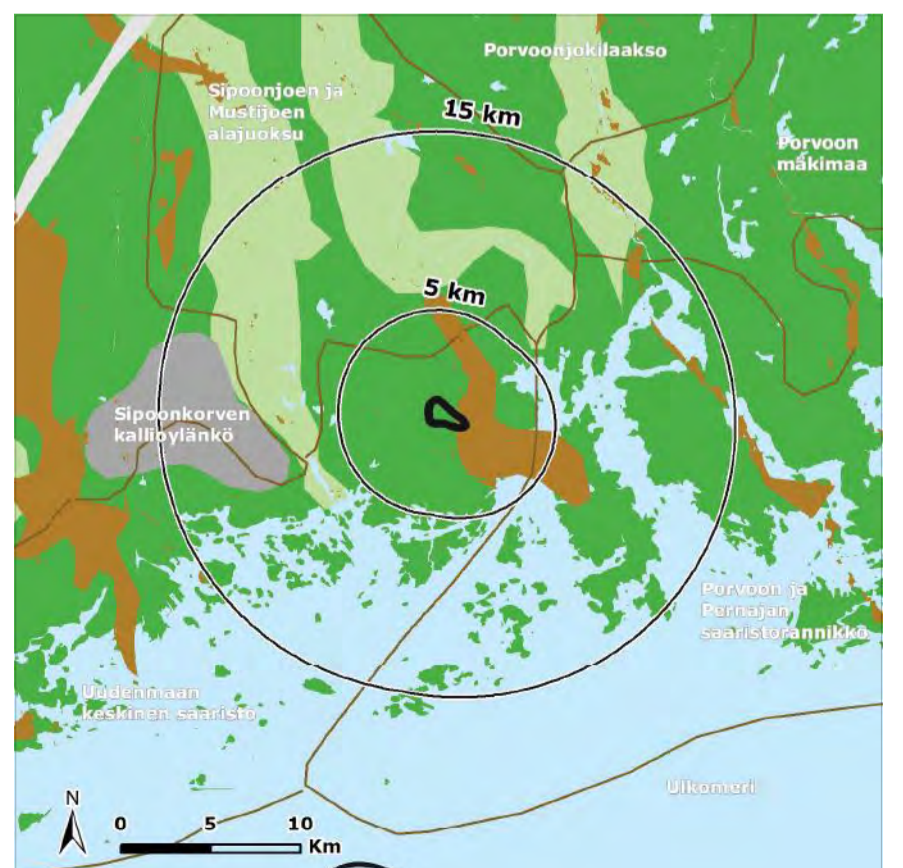 Porvoonjokilaakso
Sipoonjoen ja
Mustijoen
alajuoksu
15 km
Porvoon
mäkimaa
5 km
Sipoonkorven
kallioylänkö
Porvoon ja
Pernajan
saaristorannikko
Uudenmaan
keskinen saaristo
Ulkomeri
N
0 5 10
Km